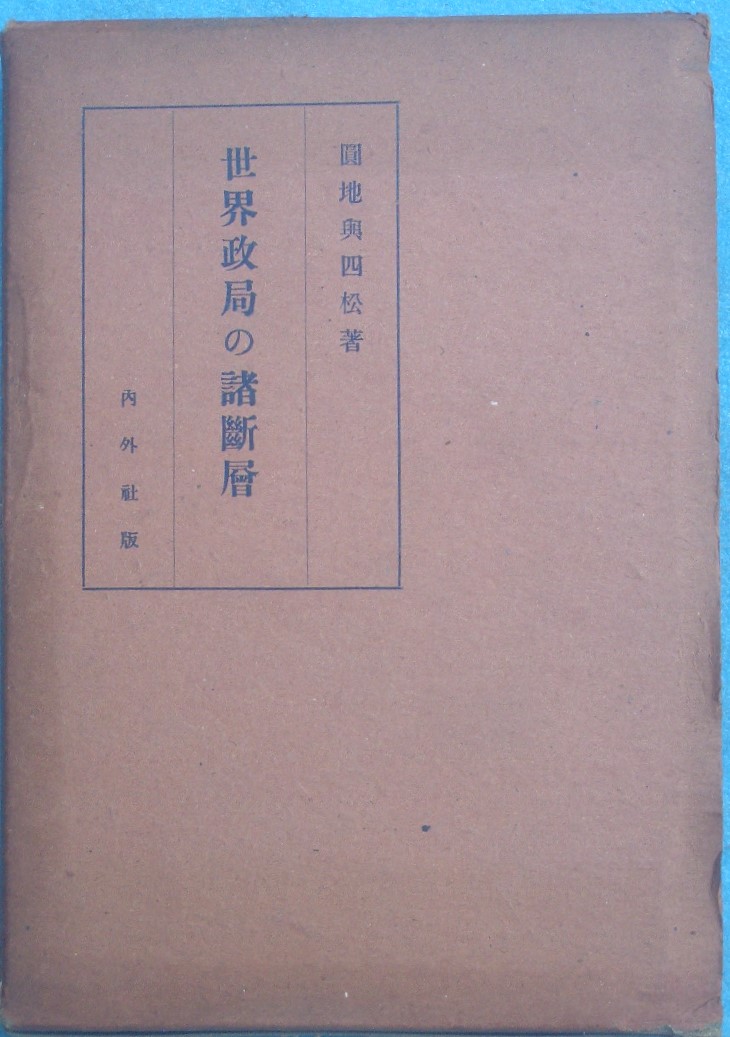 圓地與四松著
世界政局の諸斷層
內外社版